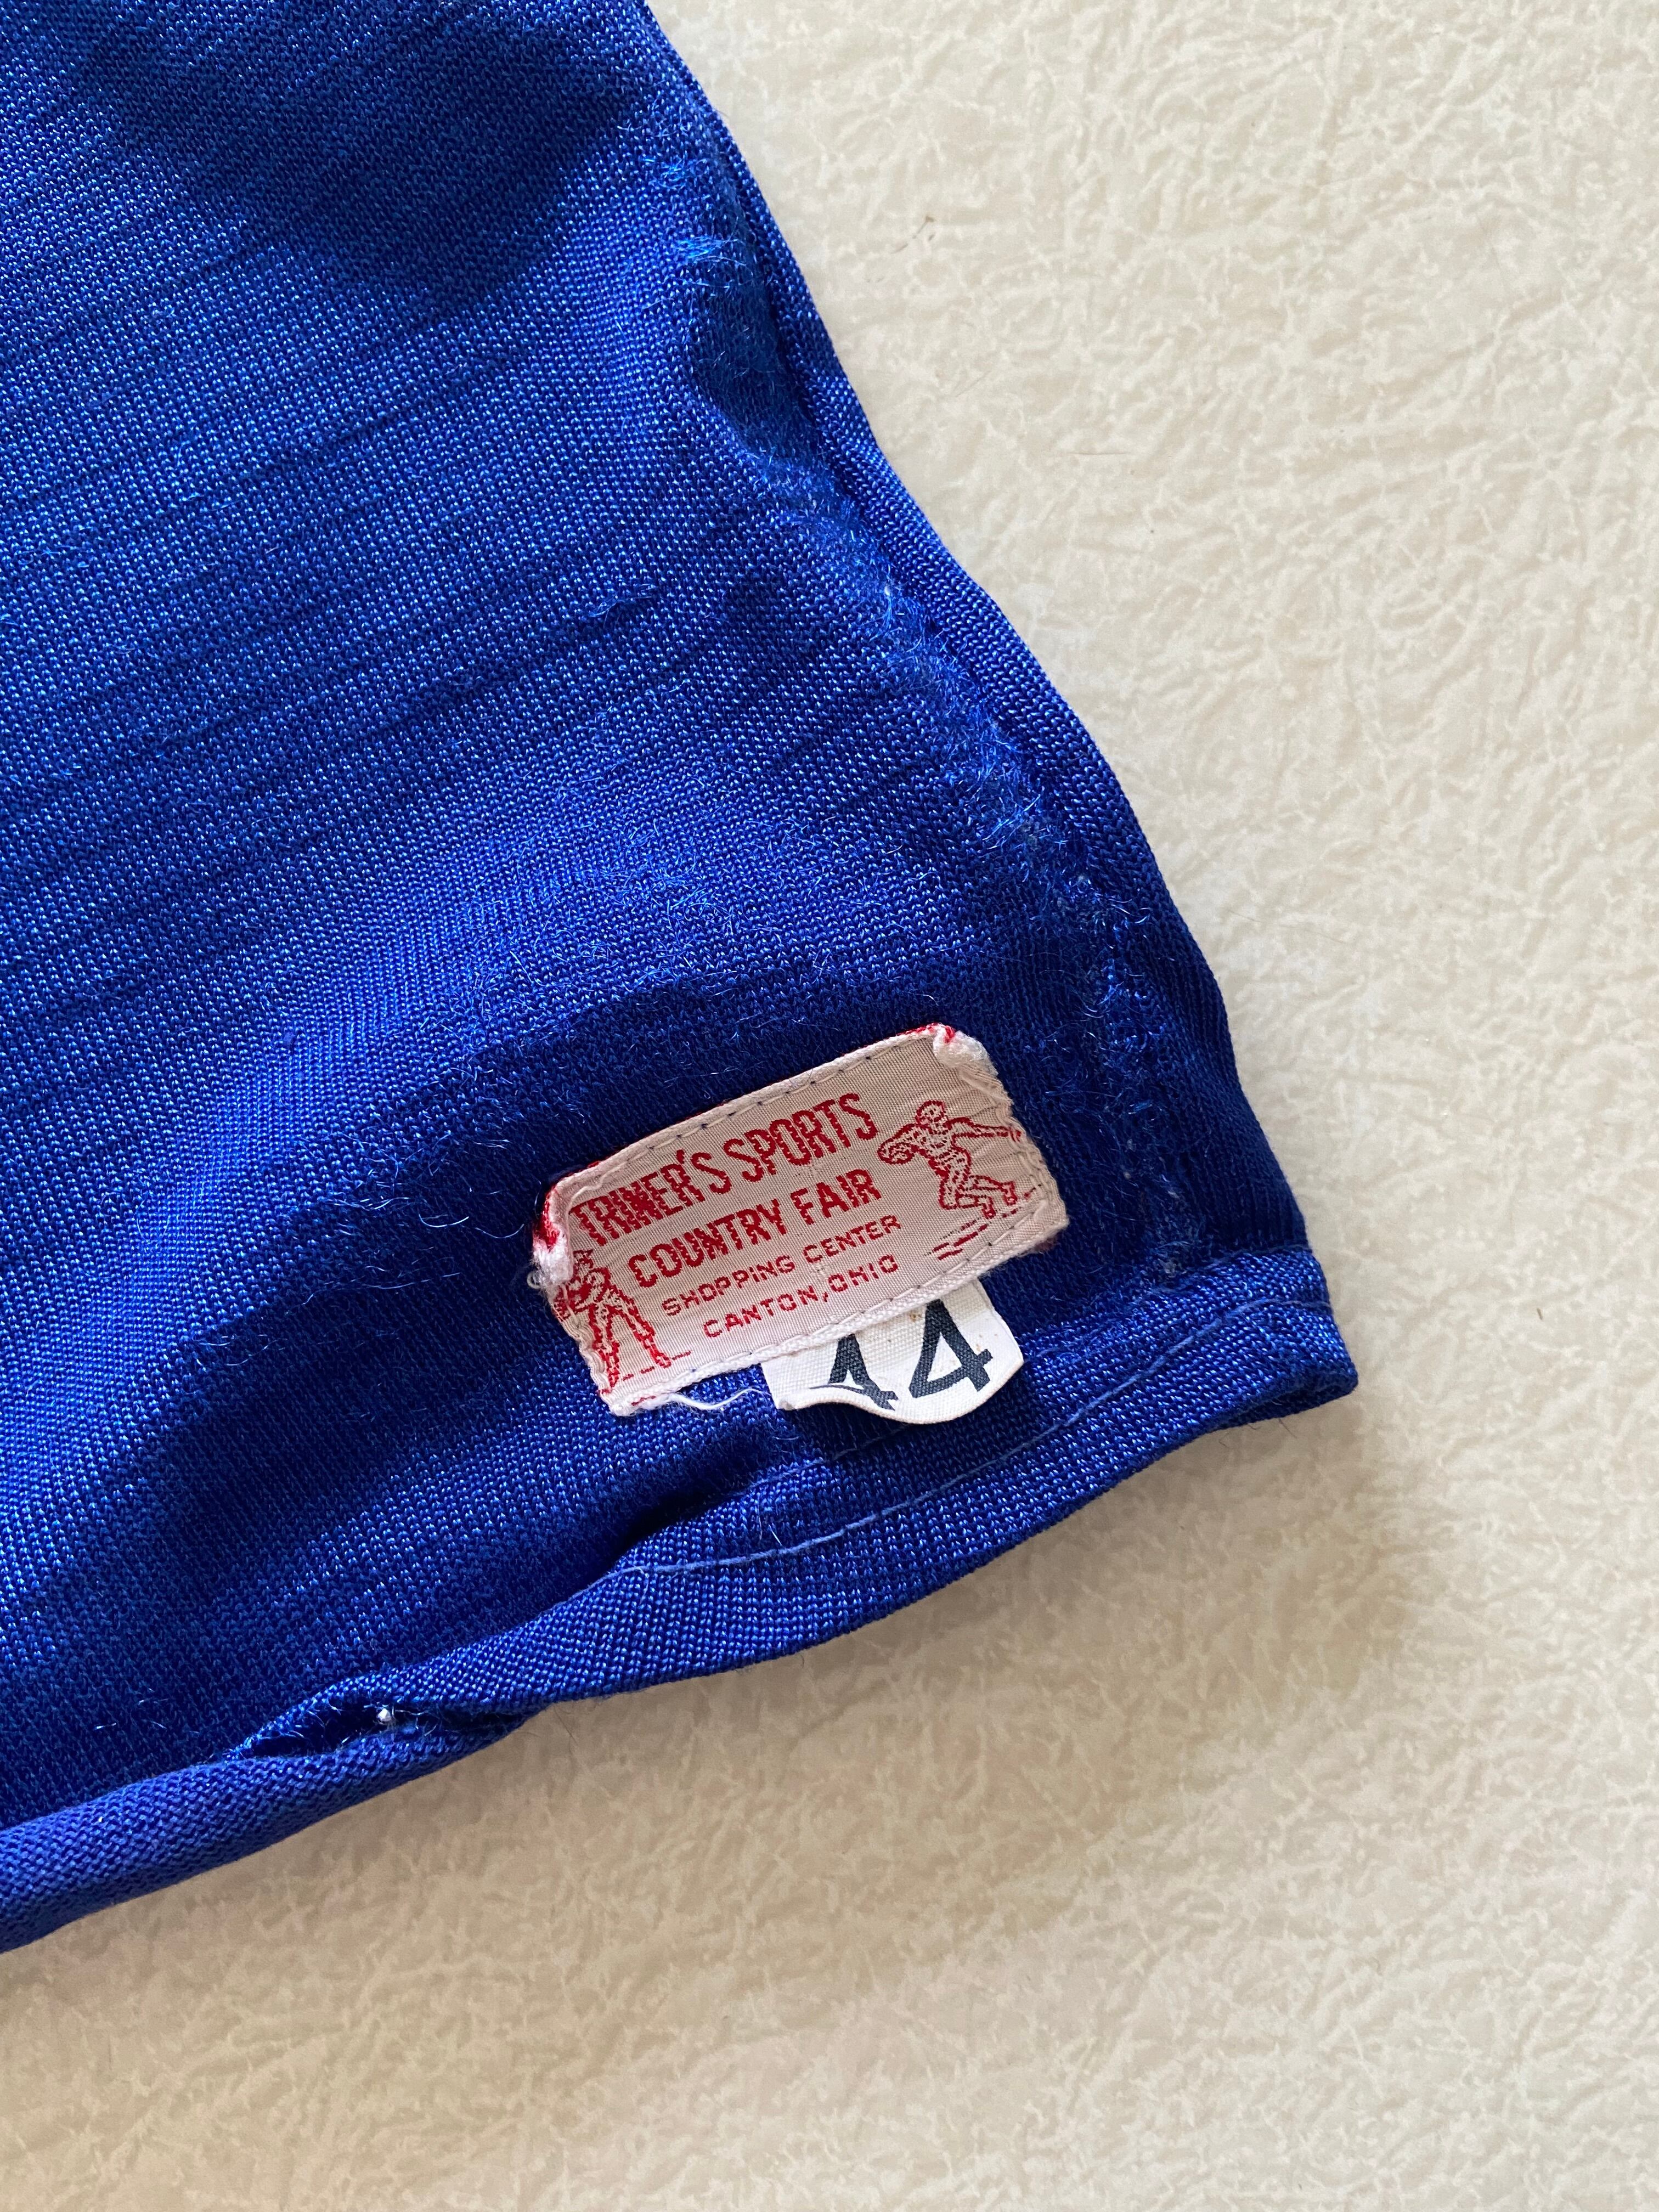 TRINER'S SPORTS
COUNTRY FAIR
SHOPPING CENTER
CANTON, OHIO
44